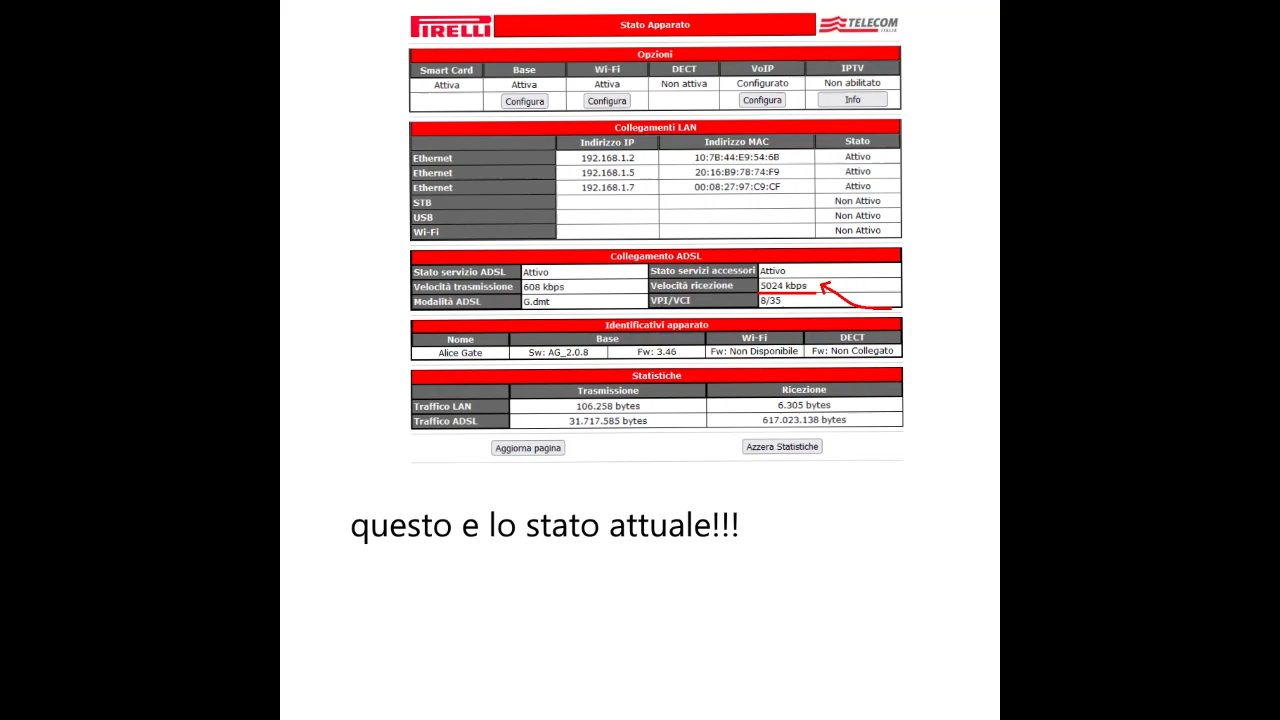 PIRELLI Stato Apparato TELECOM ITALIA
Opzioni
Smart Card Base Wi-Fi DECT VoIP IPTV
Attiva Attiva Attiva Non attiva Configurato Non abilitato
Configura Configura Configura Info
Collegamenti LAN
Indirizzo IP Indirizzo MAC Stato
Ethernet 192.168.1.2 10:7B:44:E9:54:6B Attivo
Ethernet 192.168.1.5 20:16:B9:78:74:F9 Attivo
Ethernet 192.168.1.7 00:08:27:97:C9:CF Attivo
STB Non Attivo
USB Non Attivo
Wi-Fi Non Attivo
Collegamento ADSL
Stato servizio ADSL Attivo Stato servizi accessori Attivo
Velocità trasmissione 608 kbps Velocità ricezione 5024 kbps
Modalità ADSL G.dmt VPI/VCI 8/35
Identificativi apparato
Nome Base Wi-Fi DECT
Alice Gate Sw: AG_2.0.8 Fw: 3.46 Fw: Non Disponibile Fw: Non Collegato
Statistiche
Trasmissione Ricezione
Traffico LAN 106.258 bytes 6.305 bytes
Traffico ADSL 31.717.585 bytes 617.023.138 bytes
Aggiorna pagina Azzera Statistiche
questo e lo stato attuale!!!